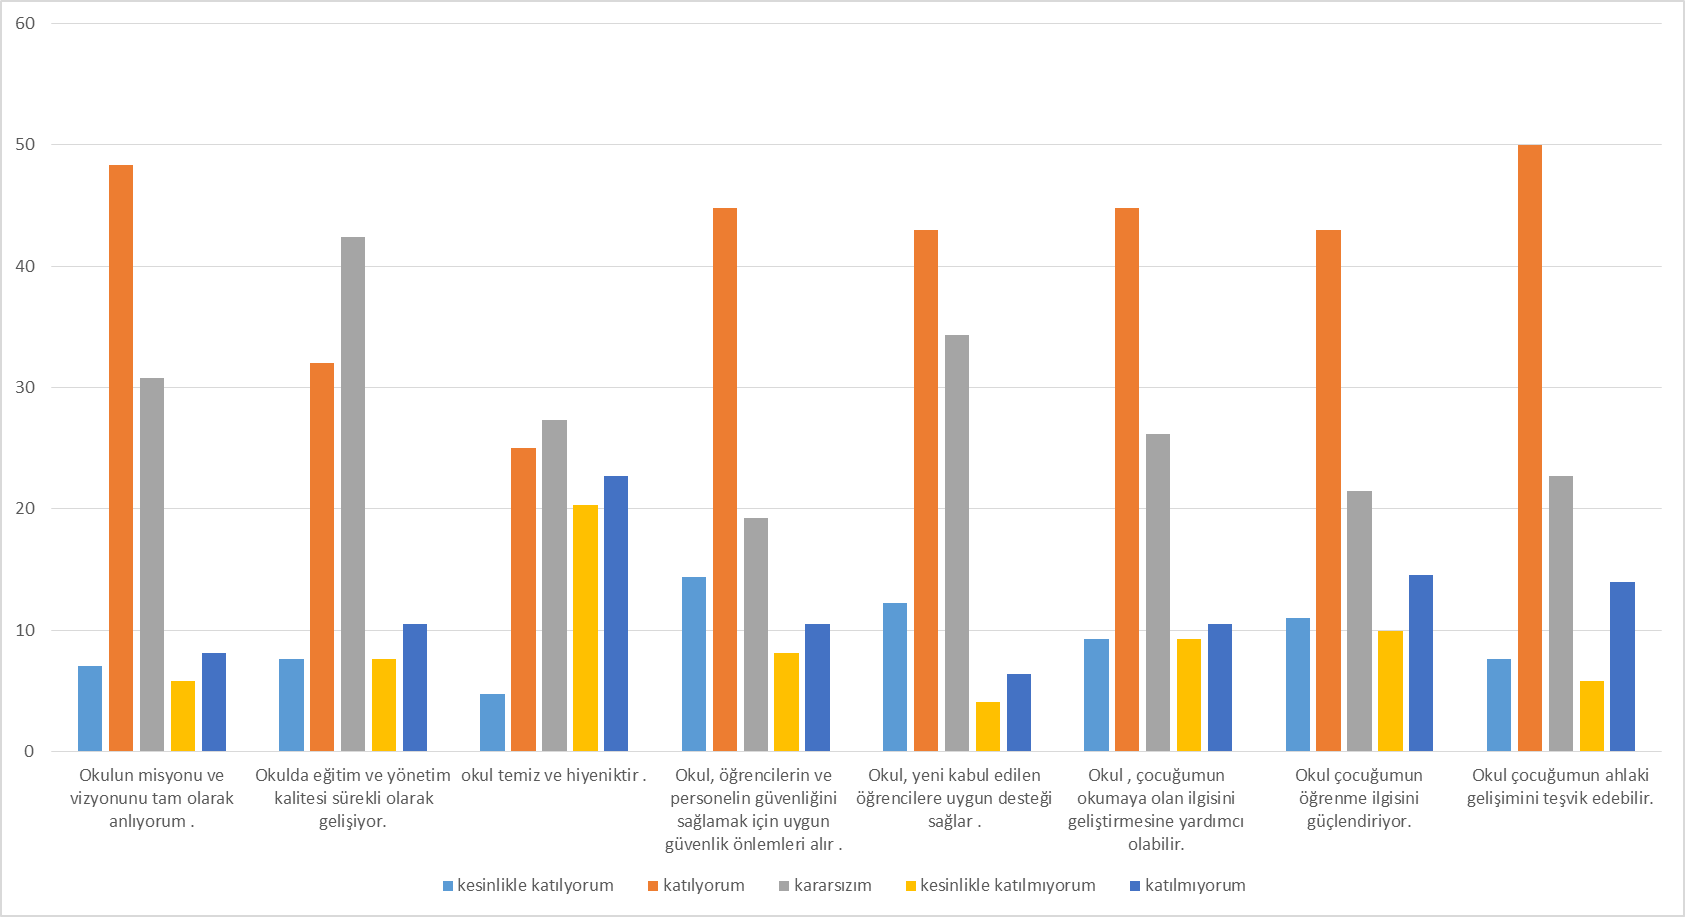 60
50
40
30
20
10
0
Okulun misyonu ve
vizyonunu tam olarak
anlıyorum .
Okulda eğitim ve yönetim
kalitesi sürekli olarak
gelişiyor.
okul temiz ve hiyeniktir .
Okul, öğrencilerin ve
personelin güvenliğini
sağlamak için uygun
güvenlik önlemleri alır .
Okul, yeni kabul edilen
öğrencilere uygun desteği
sağlar .
Okul , çocuğumun
okumaya olan ilgisini
geliştirmesine yardımcı
olabilir.
Okul çocuğumun
öğrenme ilgisini
güçlendiriyor.
Okul çocuğumun ahlaki
gelişimini teşvik edebilir.
kesinlikle katılyorum katılyorum kararsızım kesinlikle katılmıyorum katılmıyorum